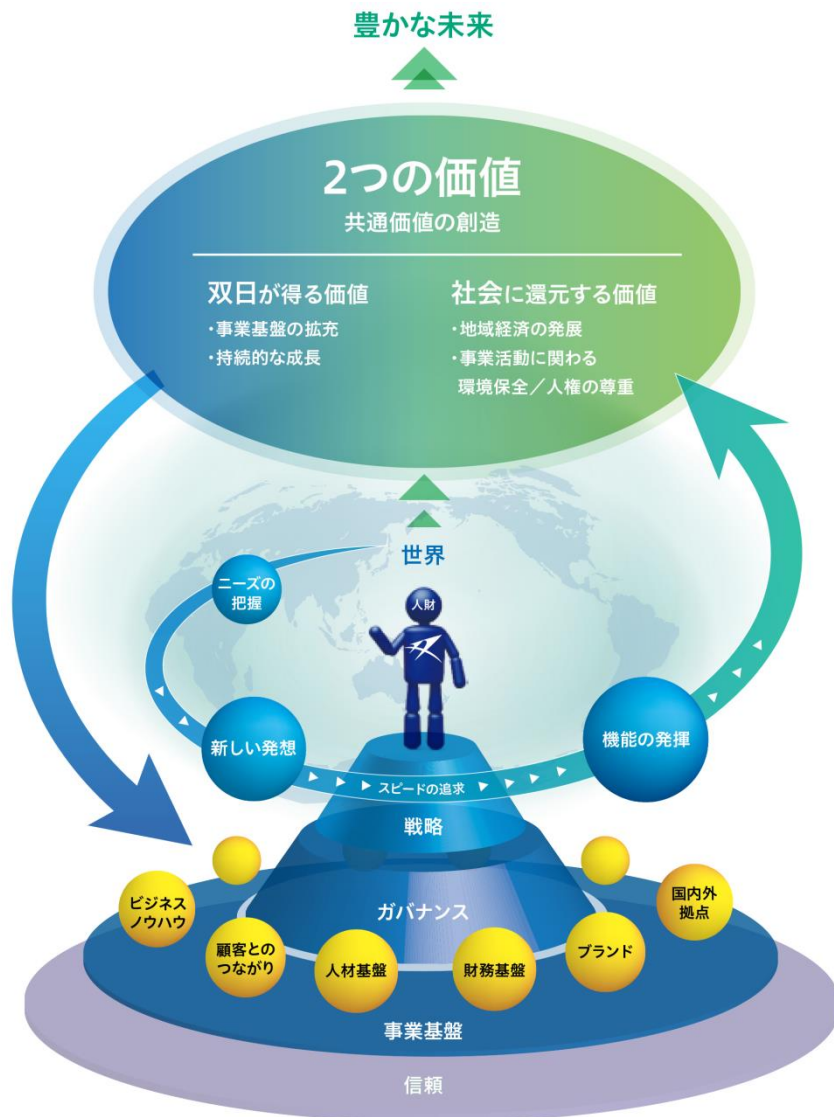 豊かな未来
2つの価値
共通価値の創造
双日が得る価値
・事業基盤の拡充
・持続的な成長
社会に還元する価値
・地域経済の発展
・事業活動に関わる
環境保全／人権の尊重
世界
ニーズの
把握
人財
新しい発想
機能の発揮
スピードの追求
戦略
ビジネス
ノウハウ
国内外
拠点
ガバナンス
顧客との
つながり
人材基盤
財務基盤
ブランド
事業基盤
信頼